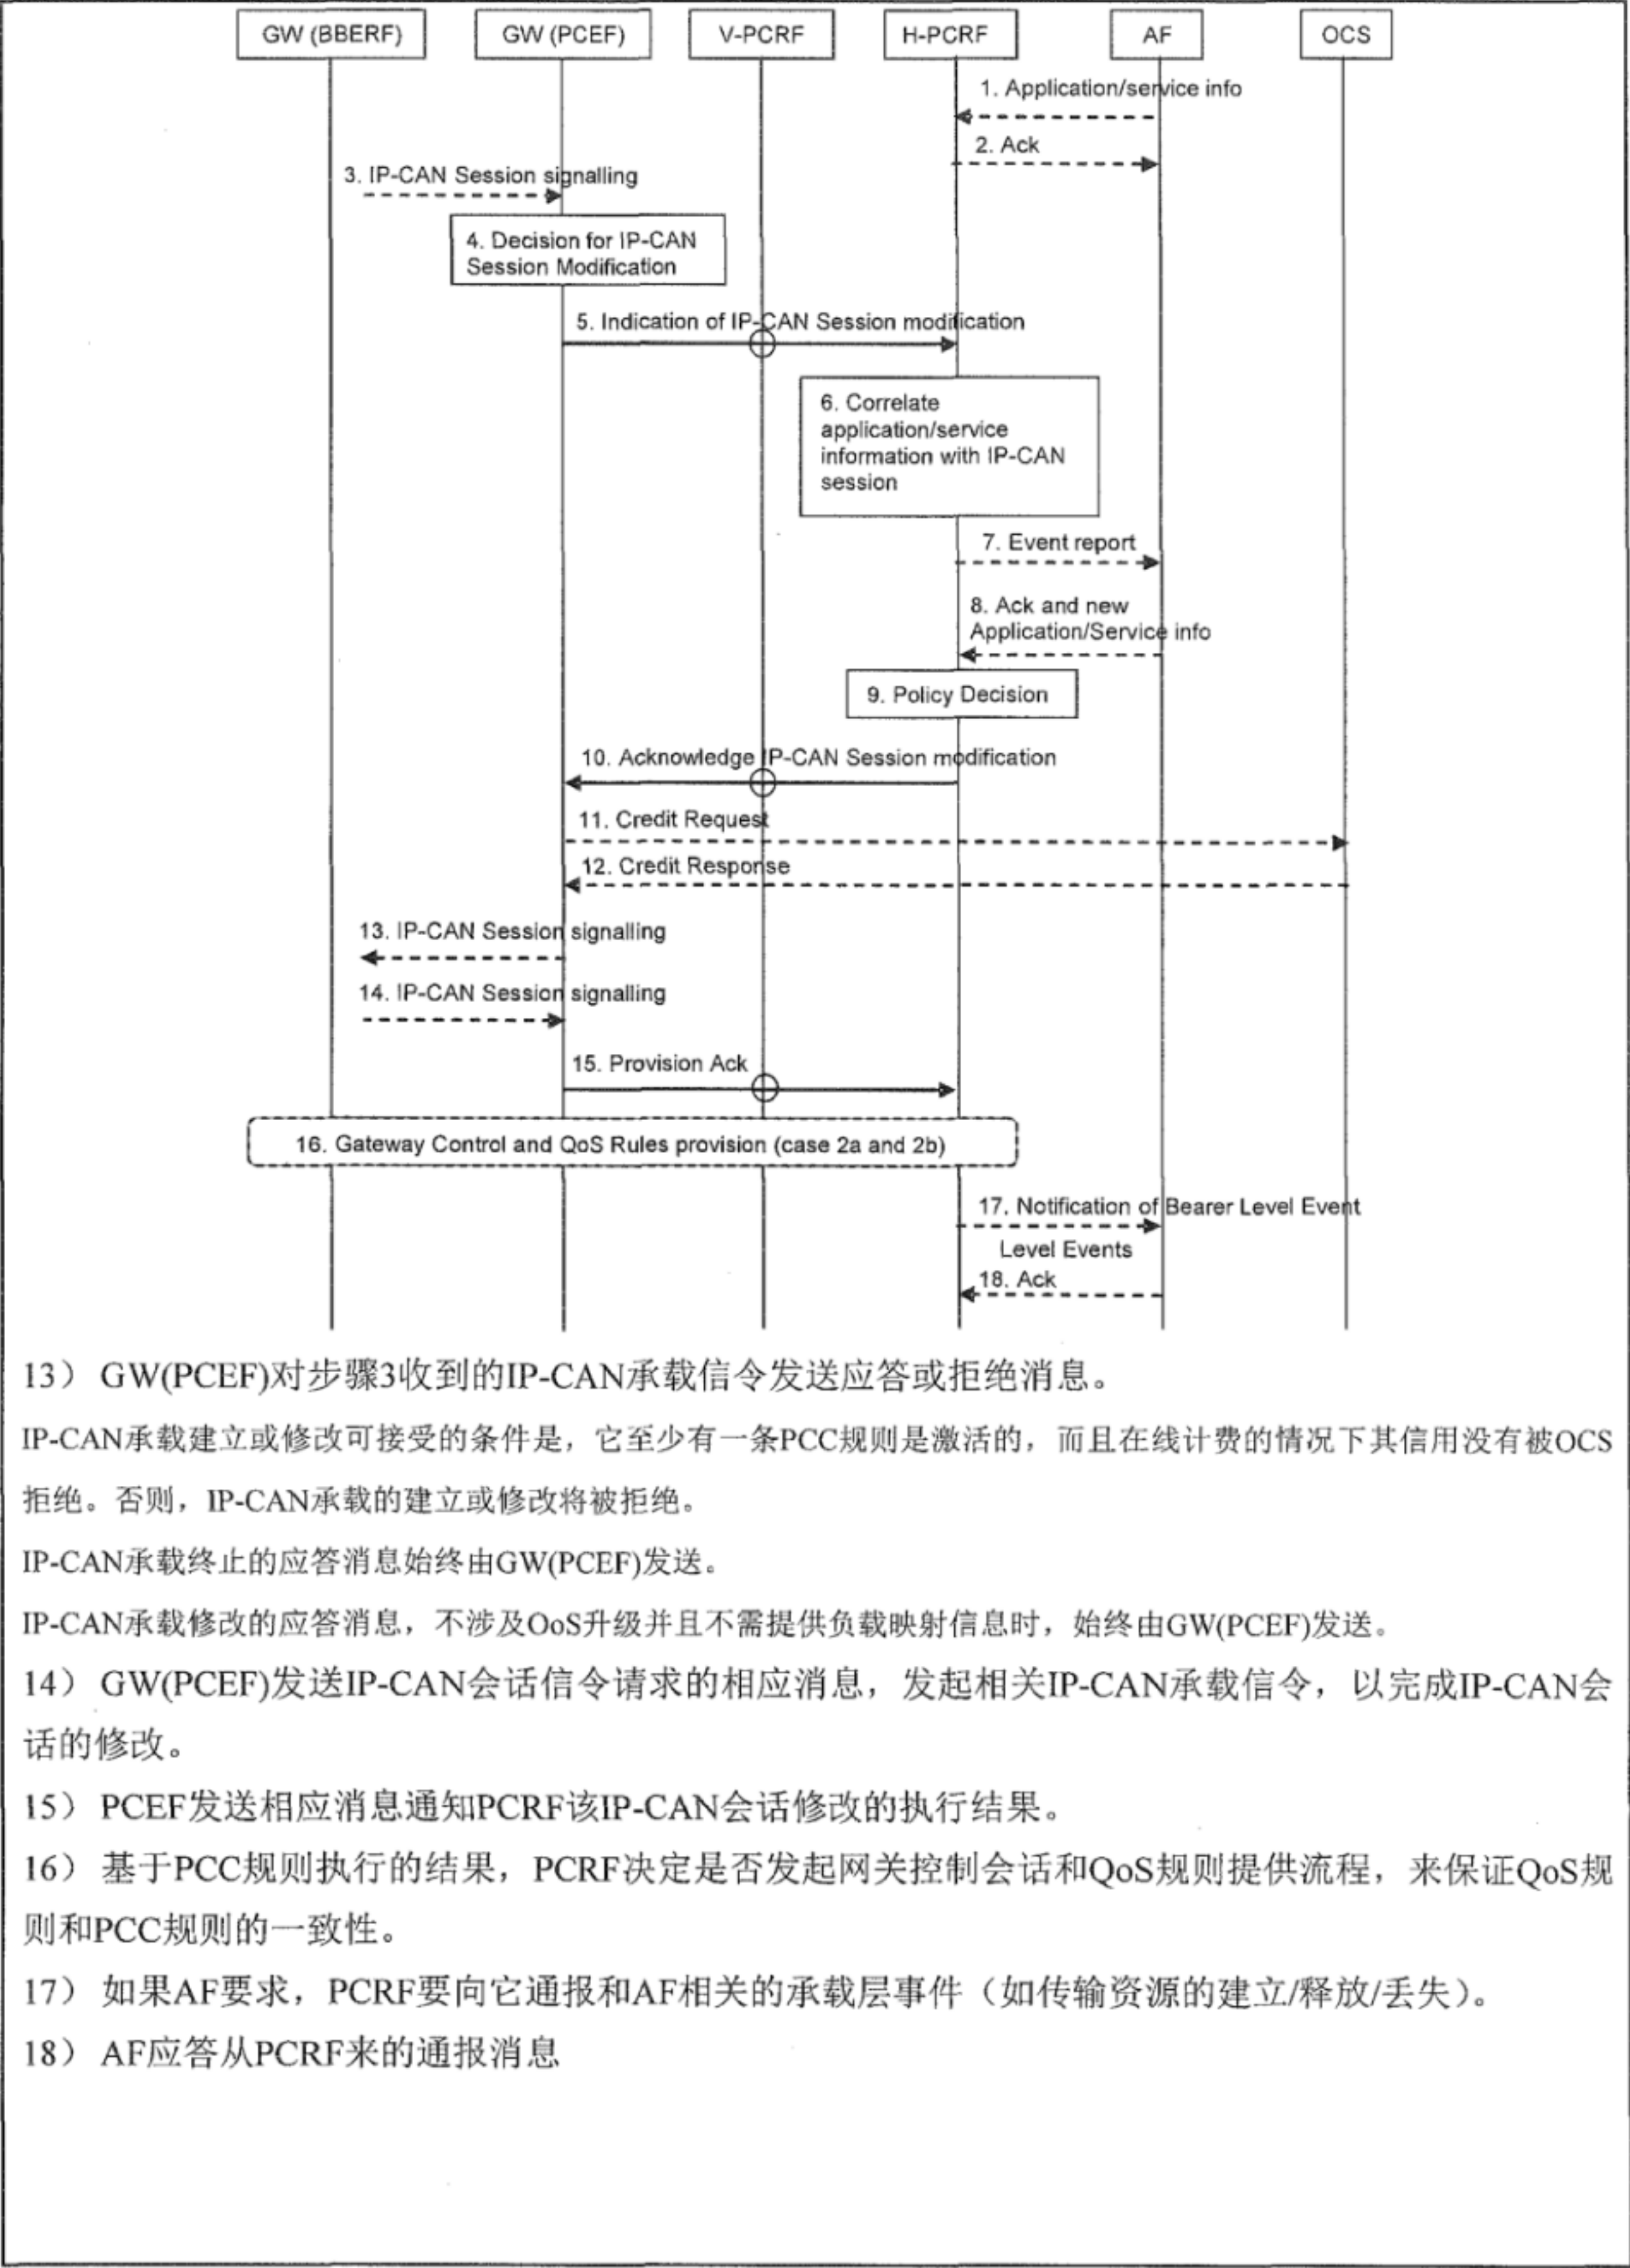 GW (BBERF)
GW (PCEF)
V-PCRF
H-PCRF
AF
OCS
1. Application/service info
2. Ack
3. IP-CAN Session signalling
4. Decision for IP-CAN
Session Modification
5. Indication of IP-CAN Session modification
6. Correlate
application/service
information with IP-CAN
session
7. Event report
8. Ack and new
Application/Service info
9. Policy Decision
10. Acknowledge IP-CAN Session modification
11. Credit Request
12. Credit Response
13. IP-CAN Session signalling
14. IP-CAN Session signalling
15. Provision Ack
16. Gateway Control and QoS Rules provision (case 2a and 2b)
17. Notification of Bearer Level Event
Level Events
18. Ack
13） GW(PCEF)对步骤3收到的IP-CAN承载信令发送应答或拒绝消息。
IP-CAN承载建立或修改可接受的条件是，它至少有一条PCC规则是激活的，而且在线计费的情况下其信用没有被OCS
拒绝。否则，IP-CAN承载的建立或修改将被拒绝。
IP-CAN承载终止的应答消息始终由GW(PCEF)发送。
IP-CAN承载修改的应答消息，不涉及OoS升级并且不需提供负载映射信息时，始终由GW(PCEF)发送。
14） GW(PCEF)发送IP-CAN会话信令请求的相应消息，发起相关IP-CAN承载信令，以完成IP-CAN会
话的修改。
15） PCEF发送相应消息通知PCRF该IP-CAN会话修改的执行结果。
16） 基于PCC规则执行的结果，PCRF决定是否发起网关控制会话和QoS规则提供流程，来保证QoS规
则和PCC规则的一致性。
17） 如果AF要求，PCRF要向它通报和AF相关的承载层事件（如传输资源的建立/释放/丢失）。
18） AF应答从PCRF来的通报消息